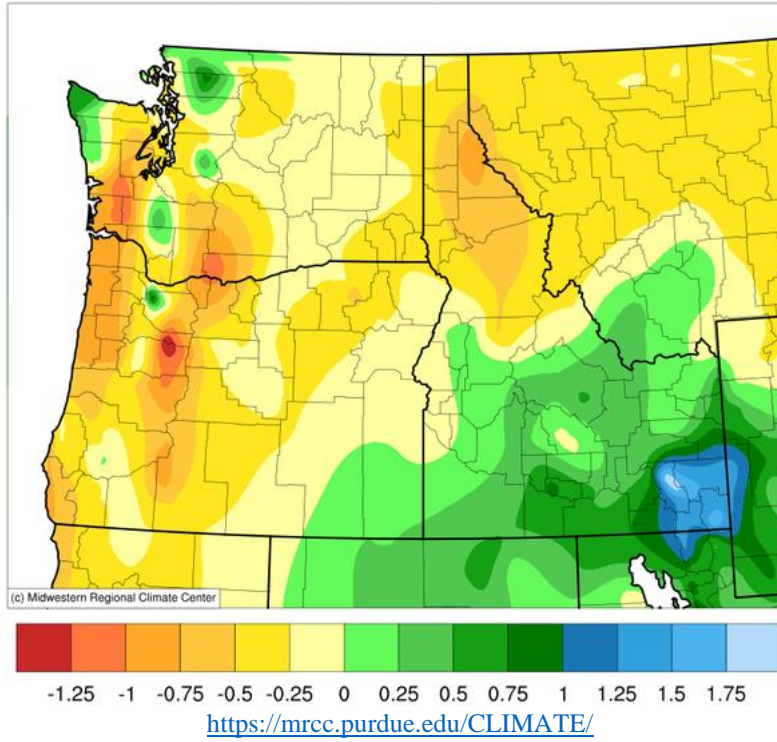 (c) Midwestern Regional Climate Center
-1.25 -1 -0.75 -0.5 -0.25 0 0.25 0.5 0.75 1 1.25 1.5 1.75
https://mrcc.purdue.edu/CLIMATE/